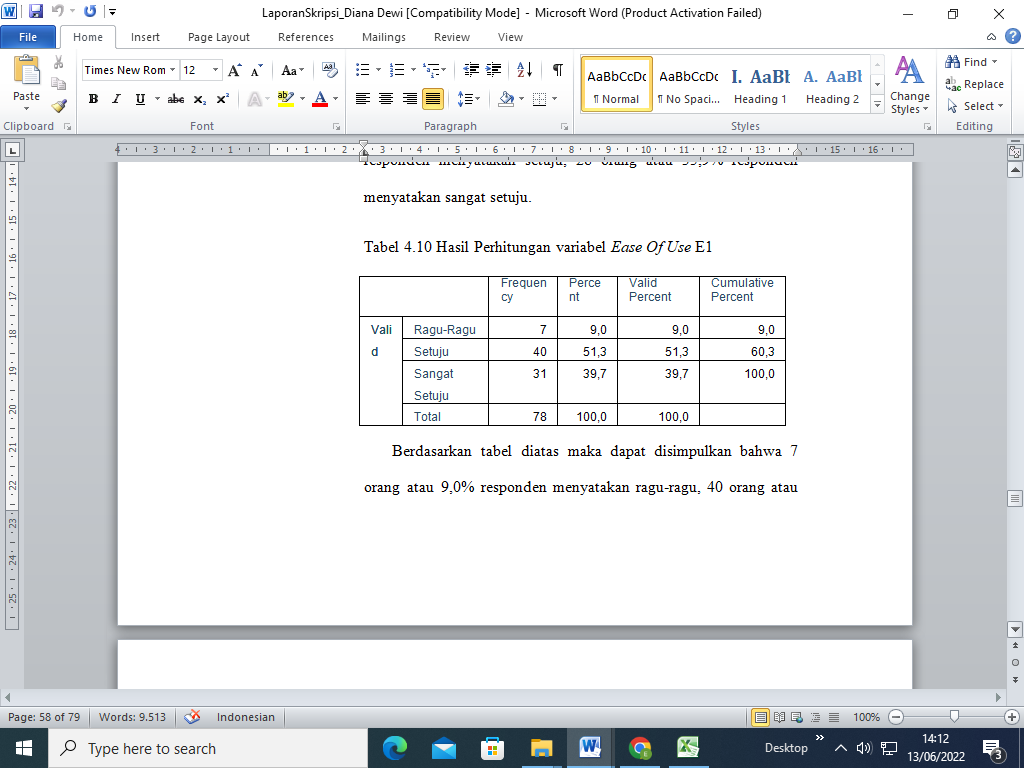 LaporanSkripsi_Diana Dewi [Compatibility Mode] - Microsoft Word (Product Activation Failed)
File Home Insert Page Layout References Mailings Review View
Paste
Times New Rom 12
AaBbCcDc AaBbCcDc I. AaBb A. AaBb
¶ Normal ¶ No Spaci... Heading 1 Heading 2
Change Styles
Find
Replace
Select
Clipboard Font Paragraph Styles Editing
menyatakan sangat setuju.
Tabel 4.10 Hasil Perhitungan variabel Ease Of Use E1
Frequen cy Perce nt Valid Percent Cumulative Percent
Vali d Ragu-Ragu 7 9,0 9,0 9,0
Setuju 40 51,3 51,3 60,3
Sangat Setuju 31 39,7 39,7 100,0
Total 78 100,0 100,0
Berdasarkan tabel diatas maka dapat disimpulkan bahwa 7
orang atau 9,0% responden menyatakan ragu-ragu, 40 orang atau
Page: 58 of 79 Words: 9.513 Indonesian 100%
Type here to search
Desktop
14:12
13/06/2022
3